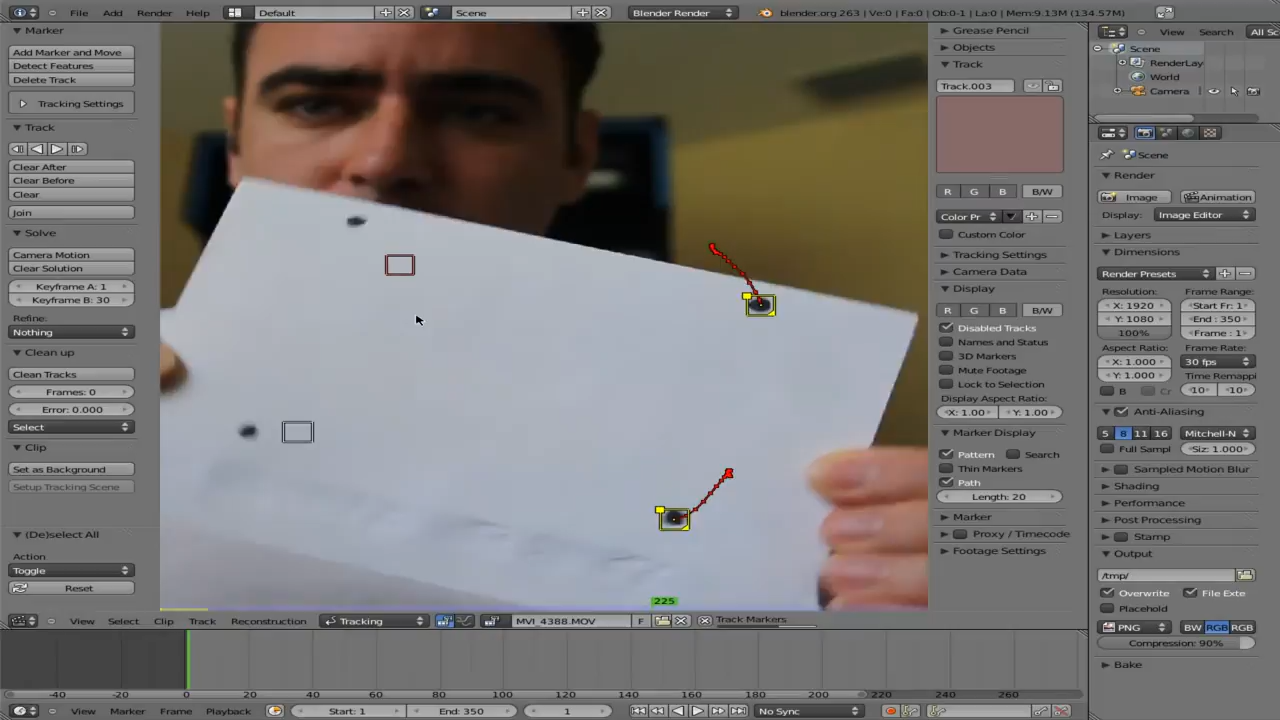 File Add Render Help Default Scene Blender Render blender.org 263 | Ve:0 | Fa:0 | Ob:0-1 | La:0 | Mem:9.13M (134.57M)
Marker
Add Marker and Move
Detect Features
Delete Track
Tracking Settings
Track
Clear After
Clear Before
Clear
Join
Solve
Camera Motion
Clear Solution
Keyframe A: 1
Keyframe B: 30
Refine:
Nothing
Clean up
Clean Tracks
Frames: 0
Error: 0.000
Select
Clip
Set as Background
Setup Tracking Scene
(De)select All
Action
Toggle
Reset
225
View Select Clip Track Reconstruction Tracking MVI_4388.MOV F Track Markers
Grease Pencil
Objects
Track
Track.003
R G B B/W
Color Pr
Custom Color
Tracking Settings
Camera Data
Display
R G B B/W
Disabled Tracks
Names and Status
3D Markers
Mute Footage
Lock to Selection
Display Aspect Ratio:
X: 1.00 Y: 1.00
Marker Display
Pattern Search
Thin Markers
Path
Length: 20
Marker
Proxy / Timecode
Footage Settings
View Search All Sc
Scene
RenderLay
World
Camera
Scene
Render
Image Animation
Display: Image Editor
Layers
Dimensions
Render Presets
Resolution: Frame Range:
X: 1920 Start Fr: 1
Y: 1080 End : 350
100% Frame : 1
Aspect Ratio: Frame Rate:
X: 1.000 30 fps
Y: 1.000 Time Remappi
B Cr 10 10
Anti-Aliasing
5 8 11 16 Mitchell-N
Full Sampl Siz: 1.000
Sampled Motion Blur
Shading
Performance
Post Processing
Stamp
Output
/tmp/
Overwrite File Exte
Placehold
PNG BW RGB RGB
Compression: 90%
Bake
-40 -20 0 20 40 60 80 100 120 140 160 180 200 220 240 260
View Marker Frame Playback Start: 1 End: 350 1 No Sync